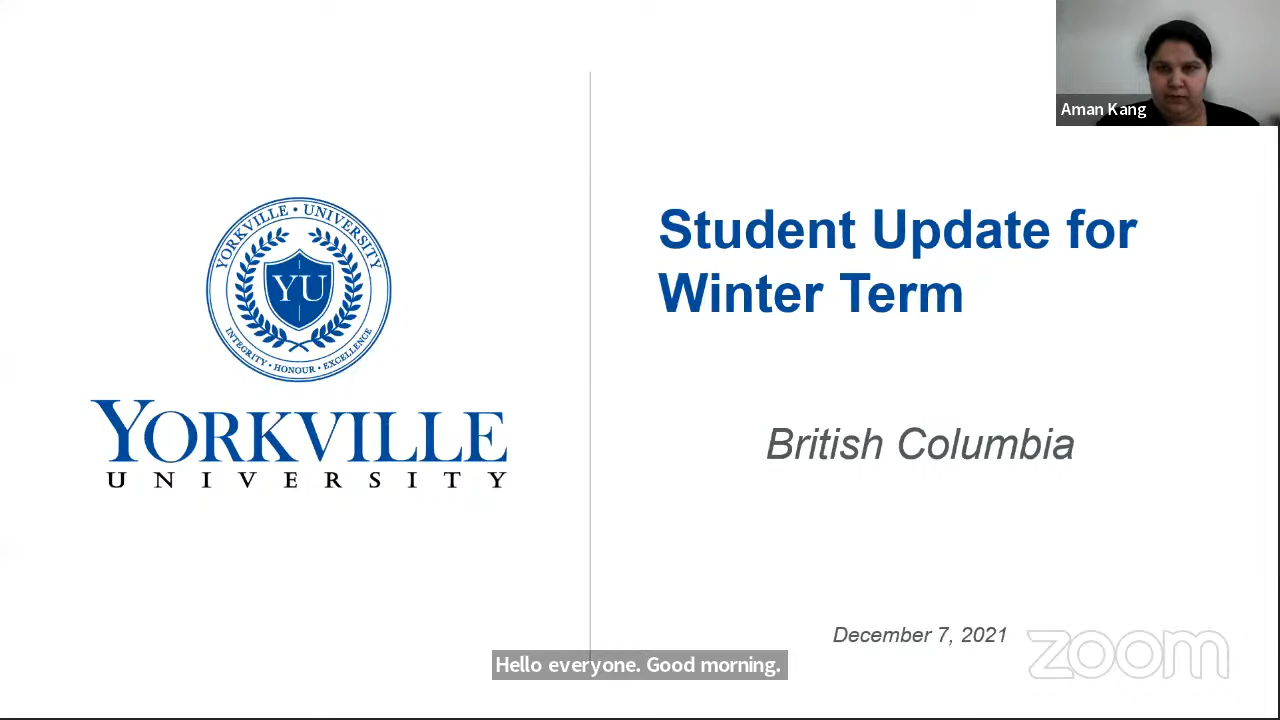 Aman Kang
YORKVILLE • UNIVERSITY
YU
INTEGRITY • HONOUR • EXCELLENCE
YORKVILLE
UNIVERSITY
Student Update for
Winter Term
British Columbia
December 7, 2021
zoom
Hello everyone. Good morning.